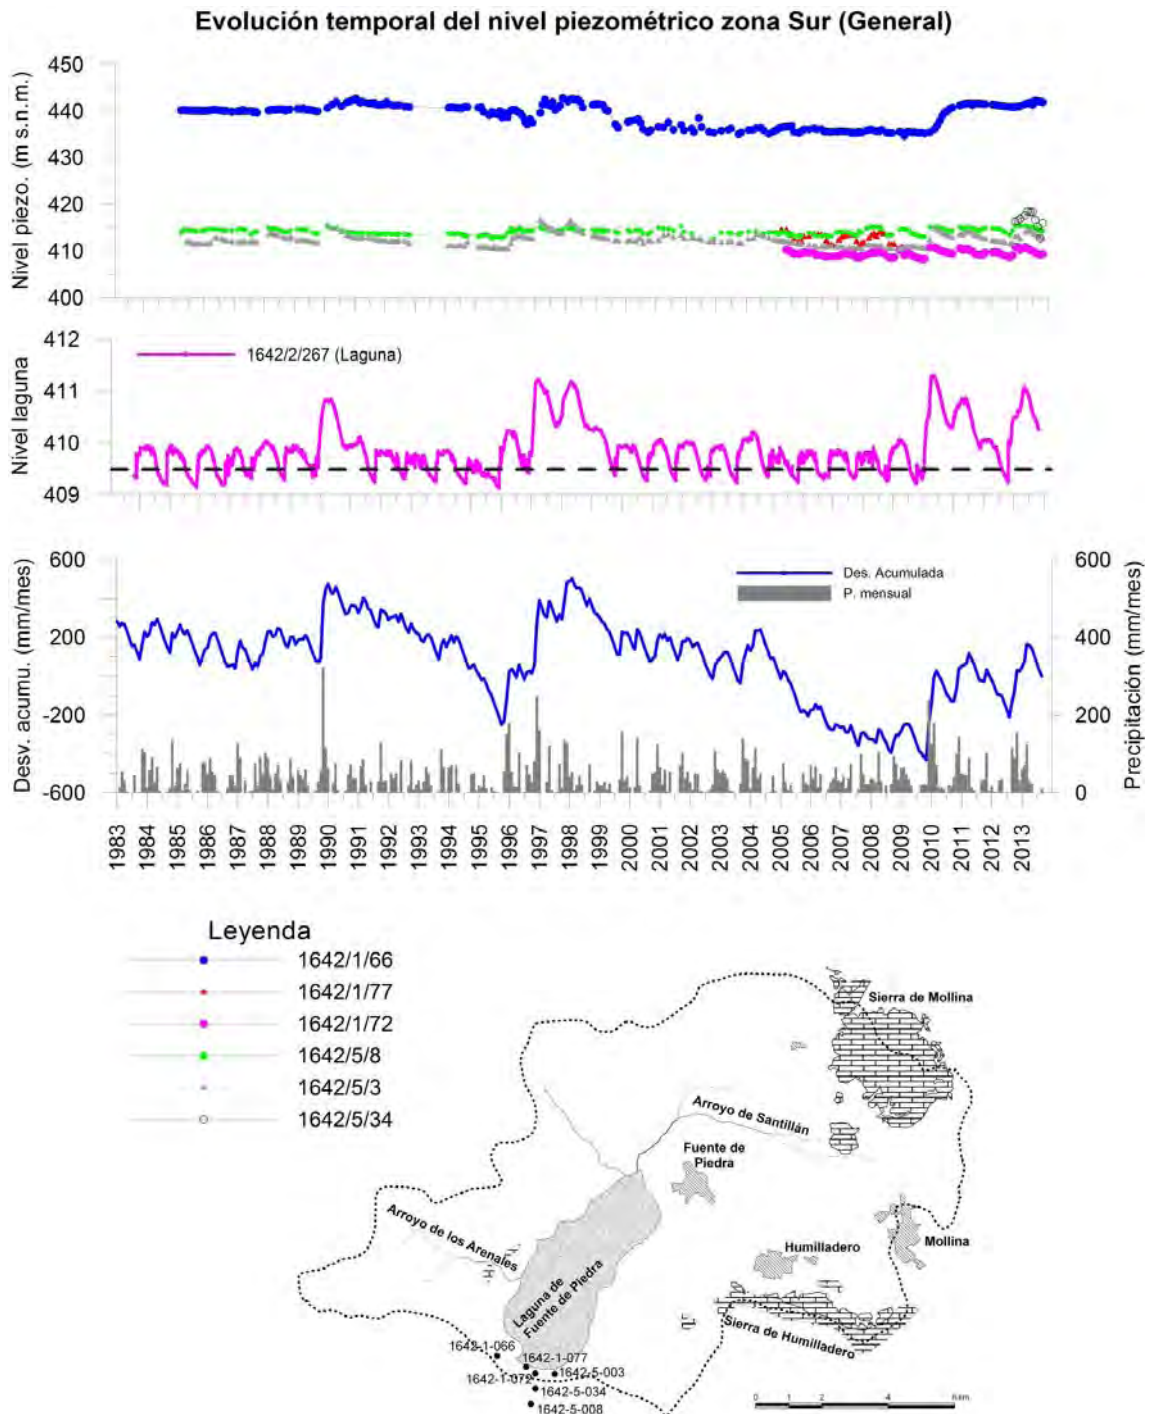 Evolución temporal del nivel piezométrico zona Sur (General)
Nivel piezo. (m s.n.m.)
450
440
430
420
410
400
Nivel laguna
412
411
410
409
1642/2/267 (Laguna)
Desv. acumu. (mm/mes)
600
200
-200
-600
Des. Acumulada
P. mensual
600
400
200
0
Precipitación (mm/mes)
1983 1984 1985 1986 1987 1988 1989 1990 1991 1992 1993 1994 1995 1996 1997 1998 1999 2000 2001 2002 2003 2004 2005 2006 2007 2008 2009 2010 2011 2012 2013
Leyenda
1642/1/66
1642/1/77
1642/1/72
1642/5/8
1642/5/3
1642/5/34
Sierra de Mollina
Arroyo de Santillán
Fuente de
Piedra
Arroyo de los Arenales
Mollina
Humilladero
Laguna de
Fuente de Piedra
Sierra de Humilladero
1642-1-066
1642-1-077
1642-1-072
1642-5-003
1642-5-034
1642-5-008
0 1 2 4 6 km.